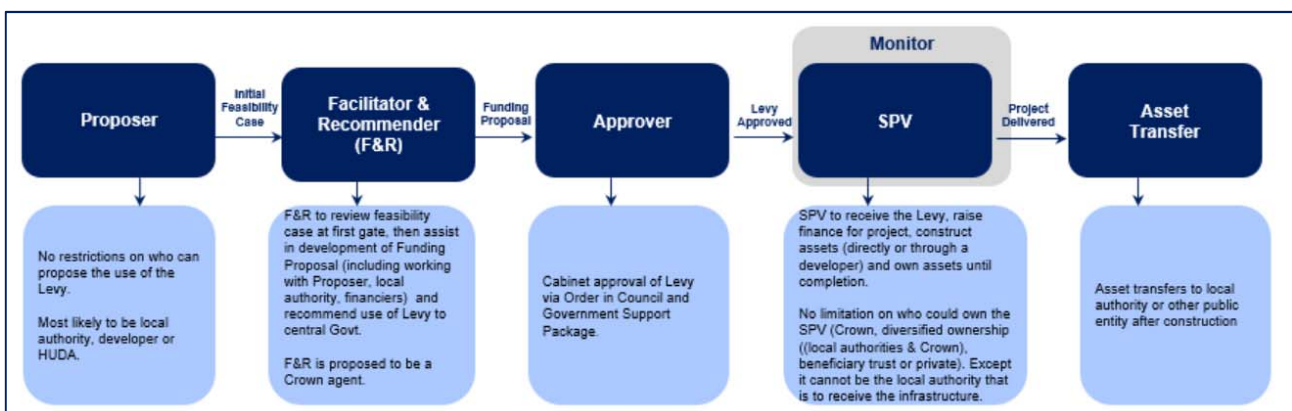 Monitor
Proposer
Initial
Feasibility
Case
Facilitator &
Recommender
(F&R)
Funding
Proposal
Approver
Levy
Approved
SPV
Project
Delivered
Asset
Transfer
No restrictions on who can
propose the use of the
Levy.
Most likely to be local
authority, developer or
HUDA.
F&R to review feasibility
case at first gate, then assist
in development of Funding
Proposal (including working
with Proposer, local
authority, financiers) and
recommend use of Levy to
central Govt.
F&R is proposed to be a
Crown agent.
Cabinet approval of Levy
via Order in Council and
Government Support
Package.
SPV to receive the Levy, raise
finance for project, construct
assets (directly or through a
developer) and own assets until
completion.
No limitation on who could own the
SPV (Crown, diversified ownership
((local authorities & Crown),
beneficiary trust or private). Except
it cannot be the local authority that
is to receive the infrastructure.
Asset transfers to local
authority or other public
entity after construction